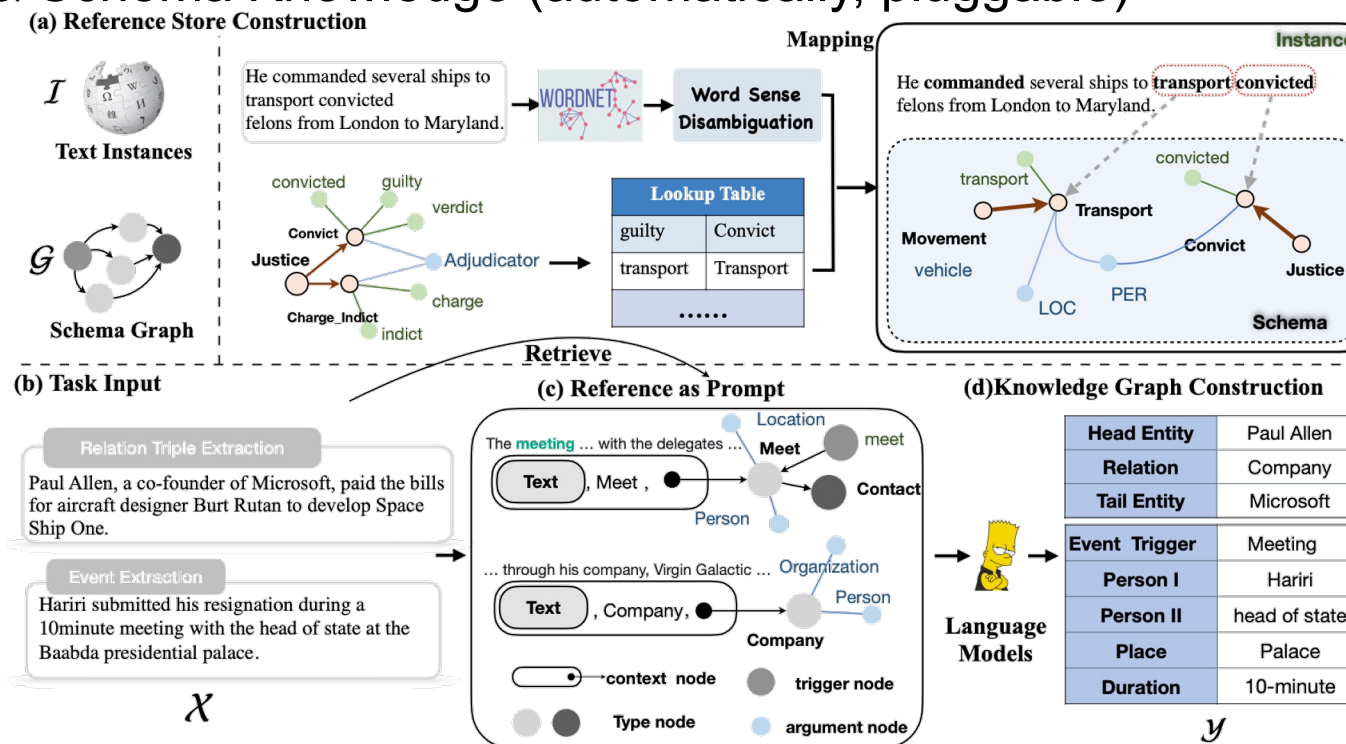 Schema Knowledge (automatically, pluggable)
(a) Reference Store Construction
Mapping
Instance
I
Text Instances
He commanded several ships to
transport convicted
felons from London to Maryland.
WORDNET
Word Sense
Disambiguation
He commanded several ships to transport convicted
felons from London to Maryland.
G
Schema Graph
convicted
guilty
verdict
Convict
Justice
Adjudicator
charge
Charge_Indict
indict
Lookup Table
guilty Convict
transport Transport
......
transport
convicted
Transport
Movement
Convict
vehicle
Justice
LOC
PER
Schema
Retrieve
(b) Task Input
Relation Triple Extraction
Paul Allen, a co-founder of Microsoft, paid the bills
for aircraft designer Burt Rutan to develop Space
Ship One.
Event Extraction
Hariri submitted his resignation during a
10minute meeting with the head of state at the
Baabda presidential palace.
X
(c) Reference as Prompt
Location
The meeting ... with the delegates ...
Meet
meet
Text , Meet ,
Contact
Person
... through his company, Virgin Galactic ...
Organization
Text , Company,
Person
Company
context node
trigger node
Type node
argument node
Language
Models
(d)Knowledge Graph Construction
Head Entity Paul Allen
Relation Company
Tail Entity Microsoft
Event Trigger Meeting
Person I Hariri
Person II head of state
Place Palace
Duration 10-minute
y